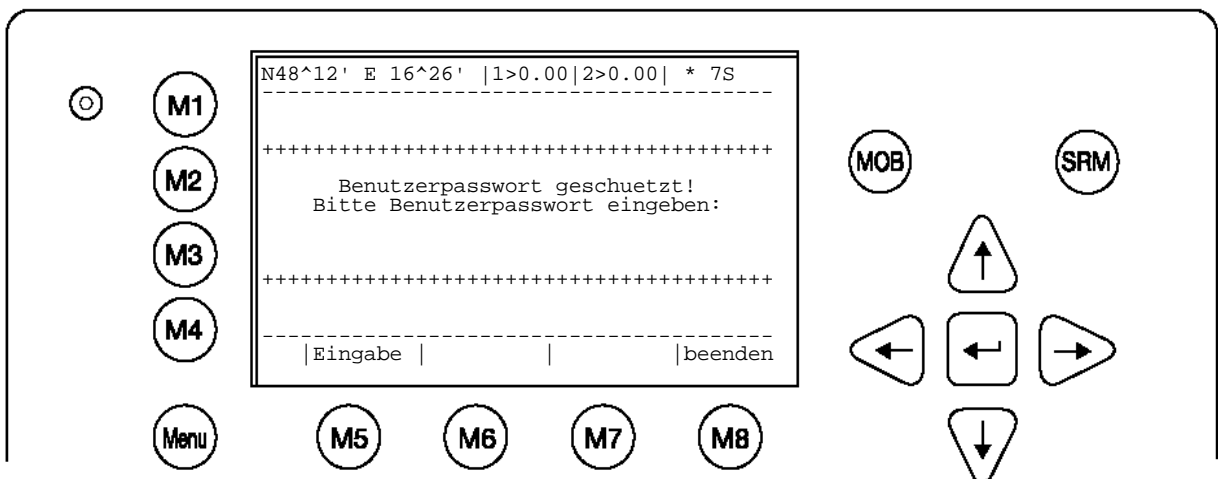 N48^12' E 16^26' |1>0.00|2>0.00| * 7S
----------------------------------------
++++++++++++++++++++++++++++++++++++++++
Benutzerpasswort geschuetzt!
Bitte Benutzerpasswort eingeben:
++++++++++++++++++++++++++++++++++++++++
----------------------------------------
|Eingabe | | |beenden
M1
M2
M3
M4
Menu
M5
M6
M7
M8
MOB
SRM